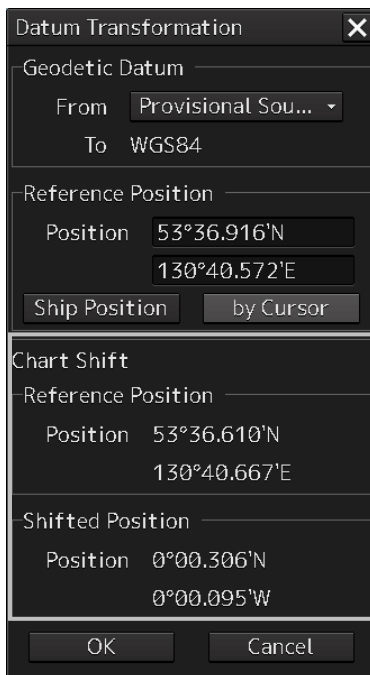 Datum Transformation
Geodetic Datum
From Provisional Sou...
To WGS84
Reference Position
Position 53°36.916'N
130°40.572'E
Ship Position by Cursor
Chart Shift
Reference Position
Position 53°36.610'N
130°40.667'E
Shifted Position
Position 0°00.306'N
0°00.095'W
OK Cancel